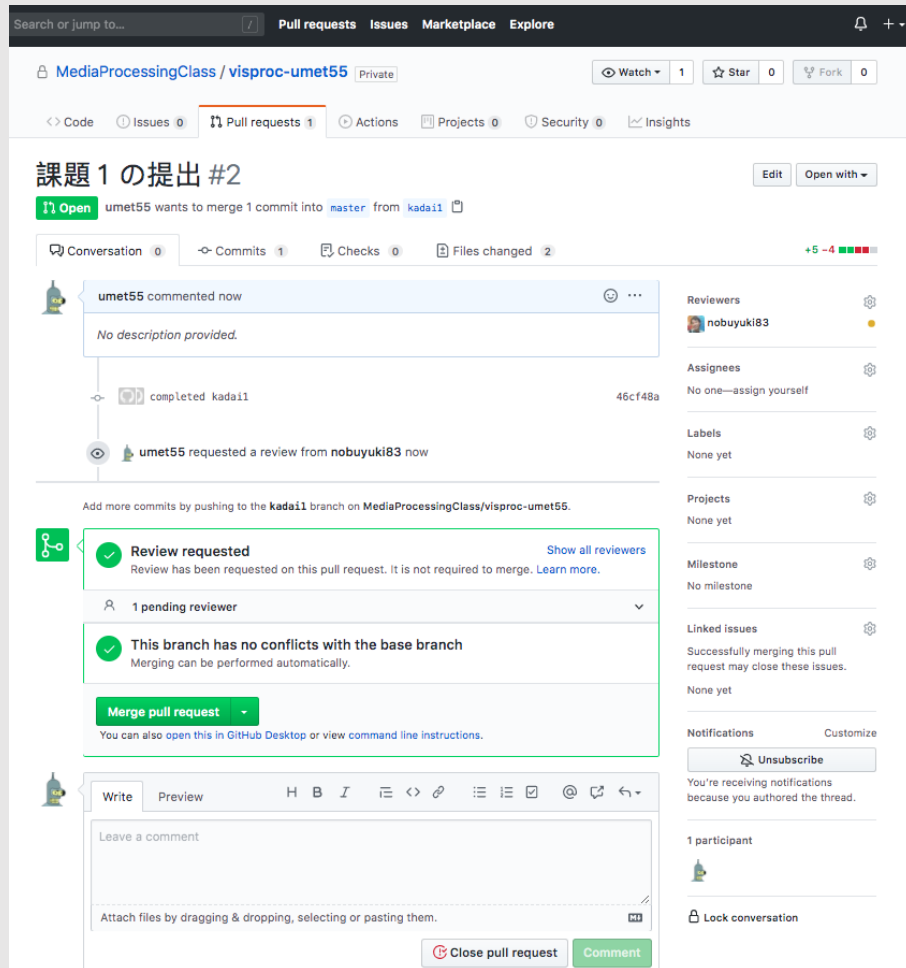 Search or jump to... / Pull requests Issues Marketplace Explore
MediaProcessingClass / visproc-umet55 Private Watch 1 Star 0 Fork 0
Code Issues 0 Pull requests 1 Actions Projects 0 Security 0 Insights
課題1の提出 #2 Edit Open with
Open umet55 wants to merge 1 commit into master from kadai1
Conversation 0 Commits 1 Checks 0 Files changed 2 +5 −4
umet55 commented now
No description provided.
completed kadai1 46cf48a
umet55 requested a review from nobuyuki83 now
Add more commits by pushing to the kadai1 branch on MediaProcessingClass/visproc-umet55.
Review requested Show all reviewers
Review has been requested on this pull request. It is not required to merge. Learn more.
1 pending reviewer
This branch has no conflicts with the base branch
Merging can be performed automatically.
Merge pull request
You can also open this in GitHub Desktop or view command line instructions.
Write Preview H B I
Leave a comment
Attach files by dragging & dropping, selecting or pasting them.
Close pull request Comment
Reviewers
nobuyuki83
Assignees
No one—assign yourself
Labels
None yet
Projects
None yet
Milestone
No milestone
Linked issues
Successfully merging this pull
request may close these issues.
None yet
Notifications Customize
Unsubscribe
You're receiving notifications
because you authored the thread.
1 participant
Lock conversation